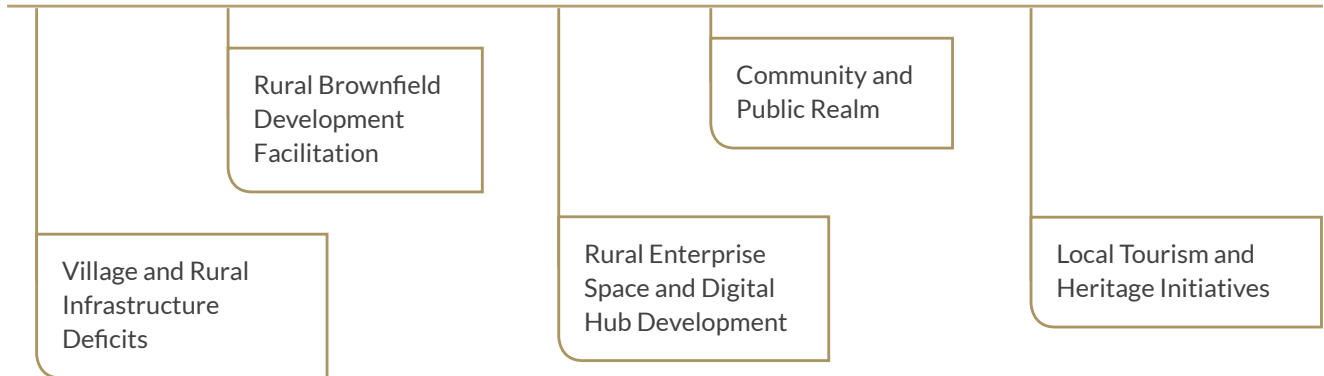 Village and Rural
Infrastructure
Deficits
Rural Brownfield
Development
Facilitation
Rural Enterprise
Space and Digital
Hub Development
Community and
Public Realm
Local Tourism and
Heritage Initiatives